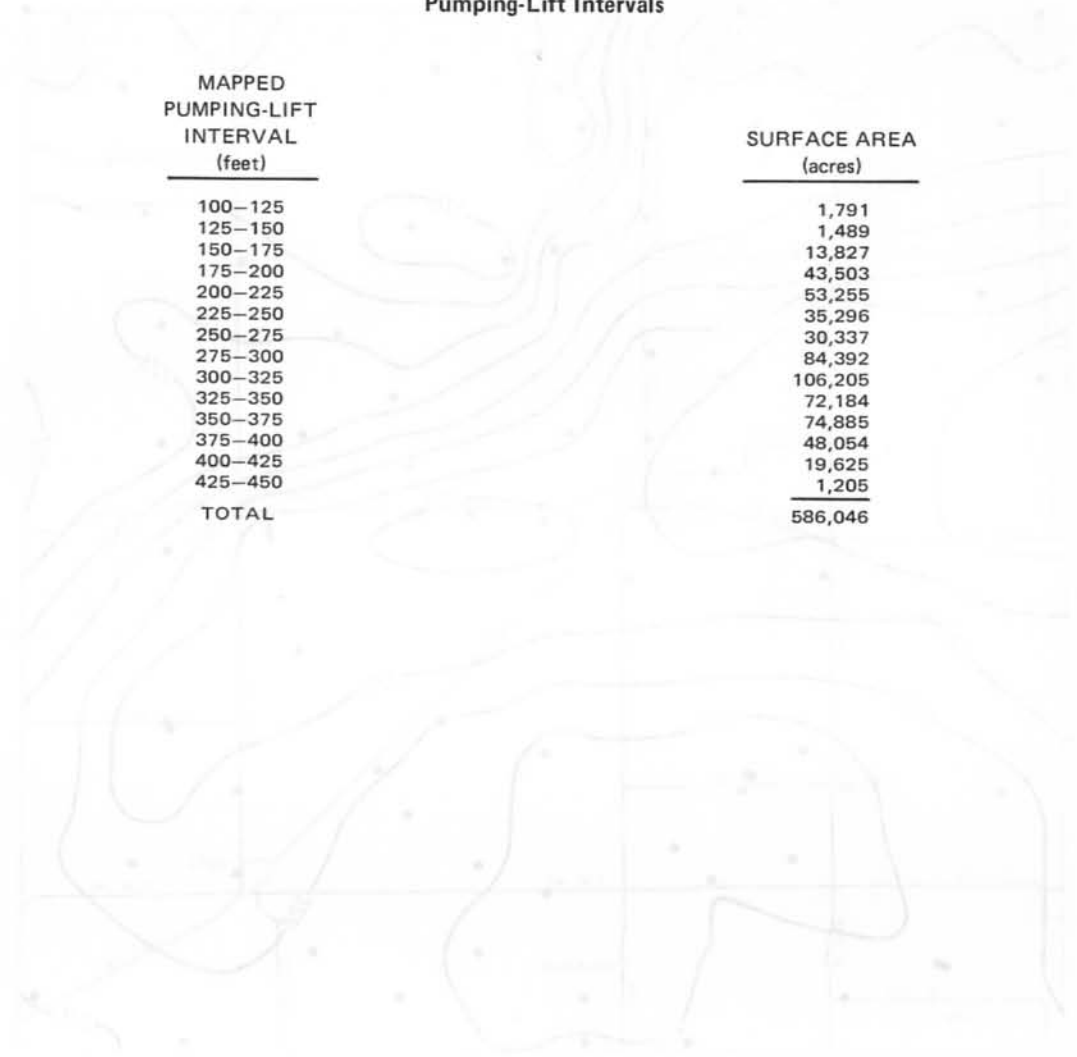 Pumping-Lift Intervals
MAPPED
PUMPING-LIFT
INTERVAL
(feet)
SURFACE AREA
(acres)
100—125 1,791
125—150 1,489
150—175 13,827
175—200 43,503
200—225 53,255
225—250 35,296
250—275 30,337
275—300 84,392
300—325 106,205
325—350 72,184
350—375 74,885
375—400 48,054
400—425 19,625
425—450 1,205
TOTAL 586,046